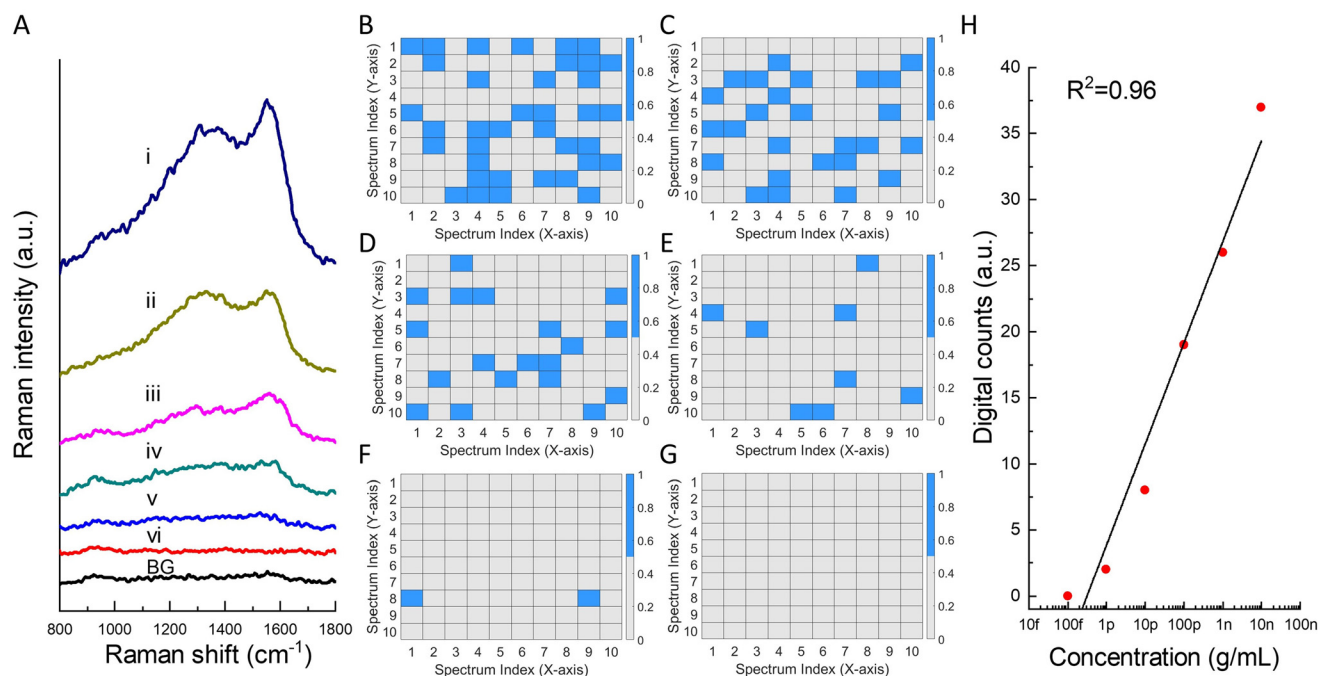 A
Raman intensity (a.u.)
i
ii
iii
iv
v
vi
BG
800 1000 1200 1400 1600 1800
Raman shift (cm-1)
B
Spectrum Index (Y-axis)
1
2
3
4
5
6
7
8
9
10
1 2 3 4 5 6 7 8 9 10
Spectrum Index (X-axis)
1
0.8
0.6
0.4
0.2
0
C
Spectrum Index (Y-axis)
1
2
3
4
5
6
7
8
9
10
1 2 3 4 5 6 7 8 9 10
Spectrum Index (X-axis)
1
0.8
0.6
0.4
0.2
0
D
Spectrum Index (Y-axis)
1
2
3
4
5
6
7
8
9
10
1 2 3 4 5 6 7 8 9 10
Spectrum Index (X-axis)
1
0.8
0.6
0.4
0.2
0
E
Spectrum Index (Y-axis)
1
2
3
4
5
6
7
8
9
10
1 2 3 4 5 6 7 8 9 10
Spectrum Index (X-axis)
1
0.8
0.6
0.4
0.2
0
F
Spectrum Index (Y-axis)
1
2
3
4
5
6
7
8
9
10
1 2 3 4 5 6 7 8 9 10
Spectrum Index (X-axis)
1
0.8
0.6
0.4
0.2
0
G
Spectrum Index (Y-axis)
1
2
3
4
5
6
7
8
9
10
1 2 3 4 5 6 7 8 9 10
Spectrum Index (X-axis)
1
0.8
0.6
0.4
0.2
0
H
R2=0.96
Digital counts (a.u.)
40
35
30
25
20
15
10
5
0
10f 100f 1p 10p 100p 1n 10n 100n
Concentration (g/mL)